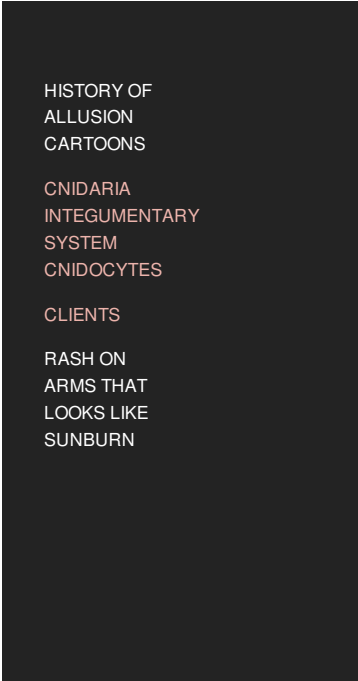 HISTORY OF
ALLUSION
CARTOONS
CNIDARIA
INTEGUMENTARY
SYSTEM
CNIDOCYTES
CLIENTS
RASH ON
ARMS THAT
LOOKS LIKE
SUNBURN